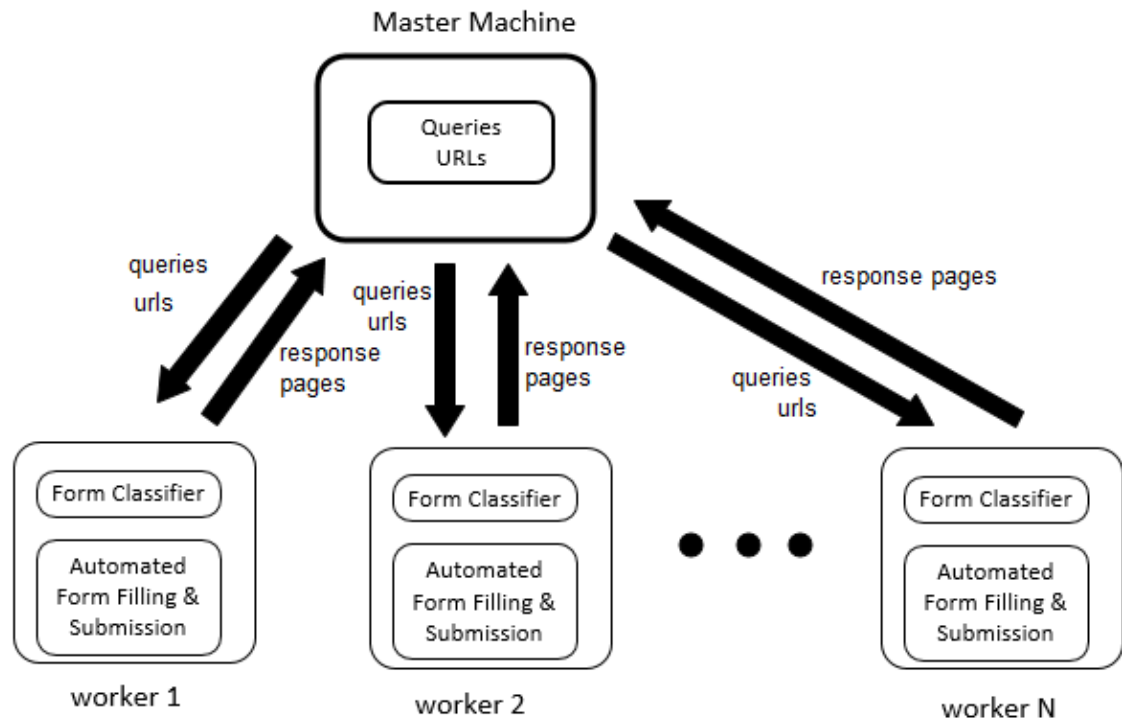 Master Machine
Queries
URLs
queries
urls
response
pages
queries
urls
response
pages
response pages
queries
urls
Form Classifier
Automated
Form Filling &
Submission
worker 1
Form Classifier
Automated
Form Filling &
Submission
worker 2
Form Classifier
Automated
Form Filling &
Submission
worker N